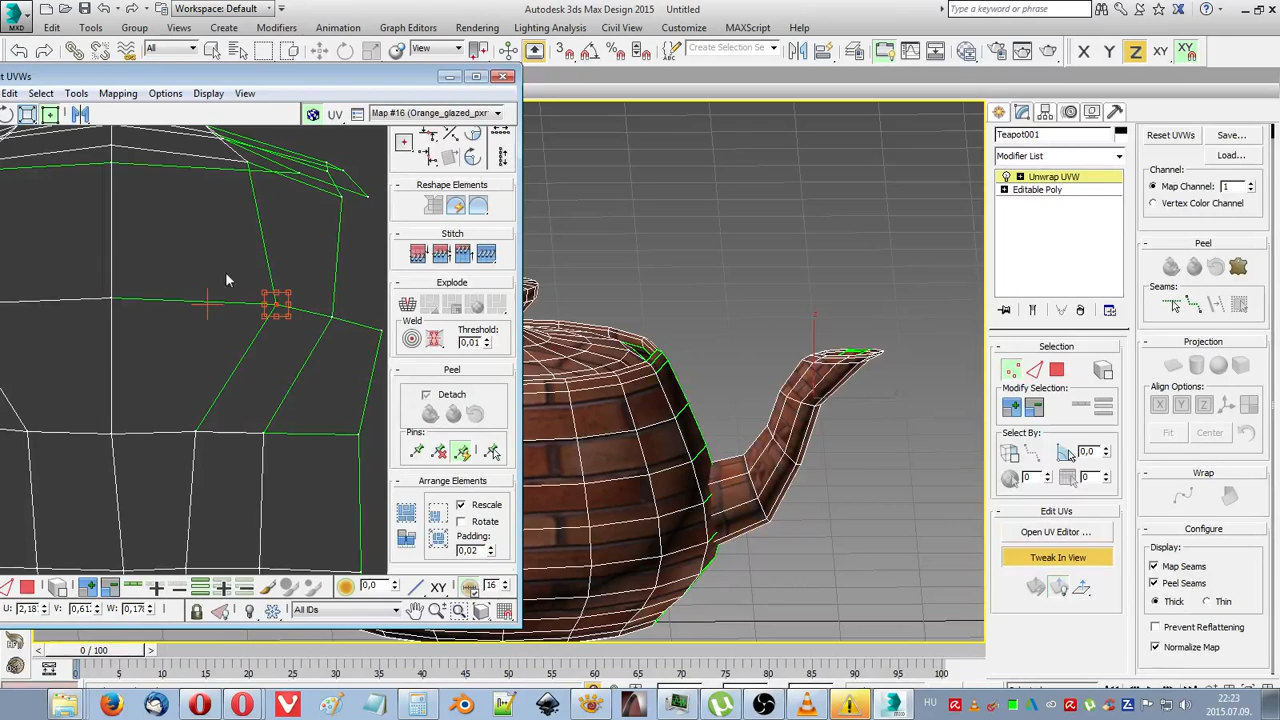 Workspace: Default
Autodesk 3ds Max Design 2015 Untitled
Type a keyword or phrase
MXD
Edit Tools Group Views Create Modifiers Animation Graph Editors Rendering Lighting Analysis Civil View Customize MAXScript Help
All
View
Create Selection Se
X Y Z XY XY
t UVWs
Edit Select Tools Mapping Options Display View
UV
Map #16 (Orange_glazed_pxr
Reshape Elements
Stitch
Explode
Weld
Threshold:
0,01
Peel
Detach
Pins:
Arrange Elements
Rescale
Rotate
Padding:
0,02
0,0
XY
16
U: 2,18
V: 0,61
W: 0,17
All IDs
Teapot001
Modifier List
Unwrap UVW
Editable Poly
Selection
Modify Selection:
Select By:
0,0
0
0
Edit UVs
Open UV Editor ...
Tweak In View
Reset UVWs
Save...
Load...
Channel:
Map Channel: 1
Vertex Color Channel
Peel
Seams:
Projection
Align Options:
X Y Z
Fit
Center
Wrap
Configure
Display:
Map Seams
Peel Seams
Thick
Thin
Prevent Reflattening
Normalize Map
0 / 100
5 10 15 20 25 30 35 40 45 50 55 60 65 70 75 80 85 90 95 100
HU
22:23
2015.07.09.